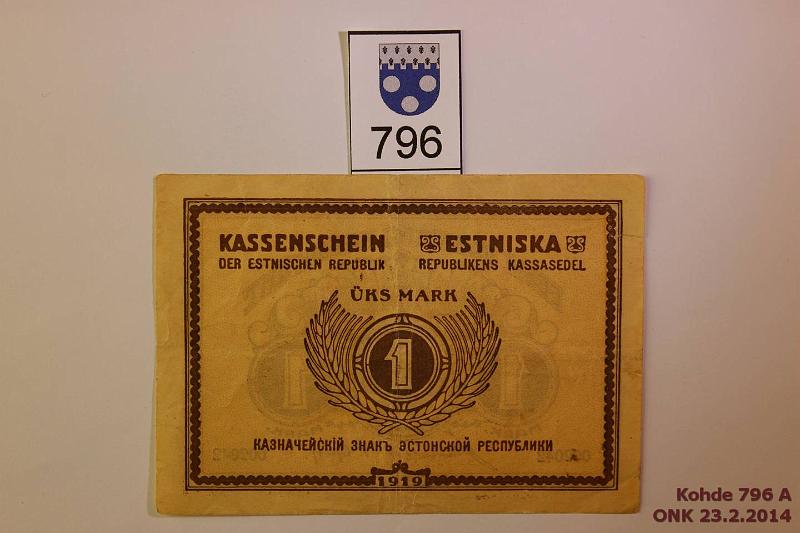 796
KASSENSCHEIN
DER ESTNISCHEN REPUBLIK
ESTNISKA
REPUBLIKENS KASSASEDEL
ÜKS MARK
1
КАЗНАЧЕЙСКІЙ ЗНАКЪ ЭСТОНСКОЙ РЕСПУБЛИКИ
1919
Kohde 796 A
ONK 23.2.2014